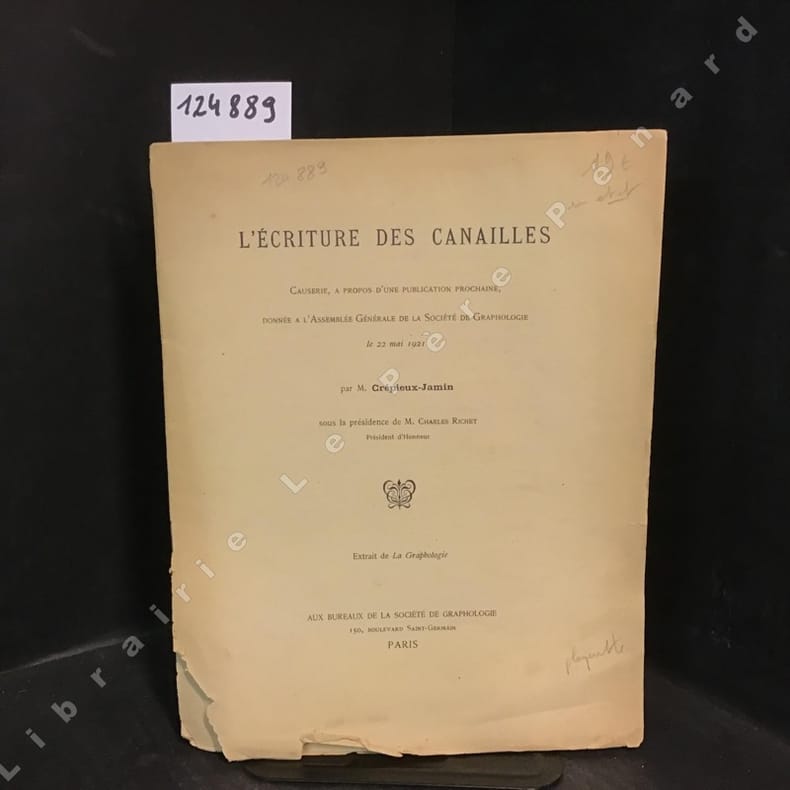 124889
124 889
L'ÉCRITURE DES CANAILLES
CAUSERIE, A PROPOS D'UNE PUBLICATION PROCHAINE,
DONNÉE A L'ASSEMBLÉE GÉNÉRALE DE LA SOCIÉTÉ DE GRAPHOLOGIE
le 22 mai 1921
par M. Crépieux-Jamin
sous la présidence de M. CHARLES RICHET
Président d'Honneur
Extrait de La Graphologie
AUX BUREAUX DE LA SOCIÉTÉ DE GRAPHOLOGIE
150, BOULEVARD SAINT-GERMAIN
PARIS
plaquette
Librairie Le Père Pénard